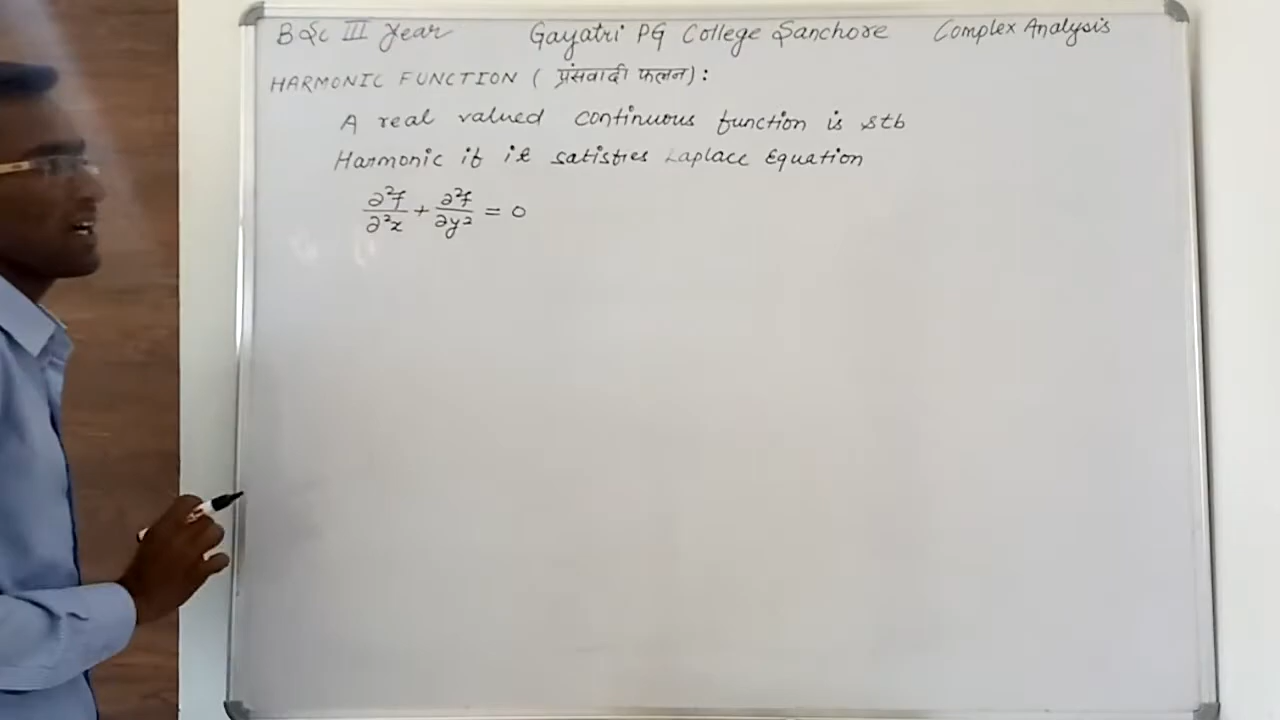 BSc III Year Gayatri PG College Sanchore Complex Analysis
HARMONIC FUNCTION ( प्रंसवादी फलन) :
A real valued continuous function is stb
Harmonic if it satisfies Laplace Equation
∂²f/∂²x + ∂²f/∂y² = 0